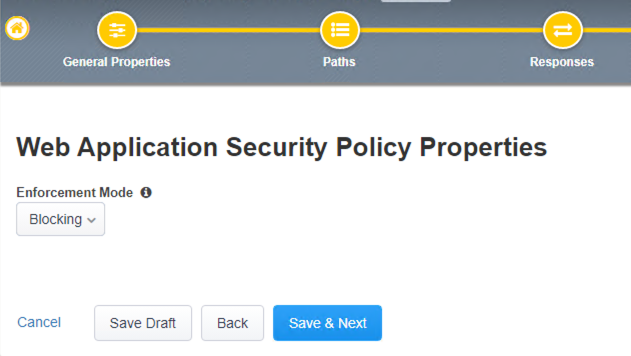 General Properties
Paths
Responses
Web Application Security Policy Properties
Enforcement Mode
Blocking
Cancel
Save Draft
Back
Save & Next